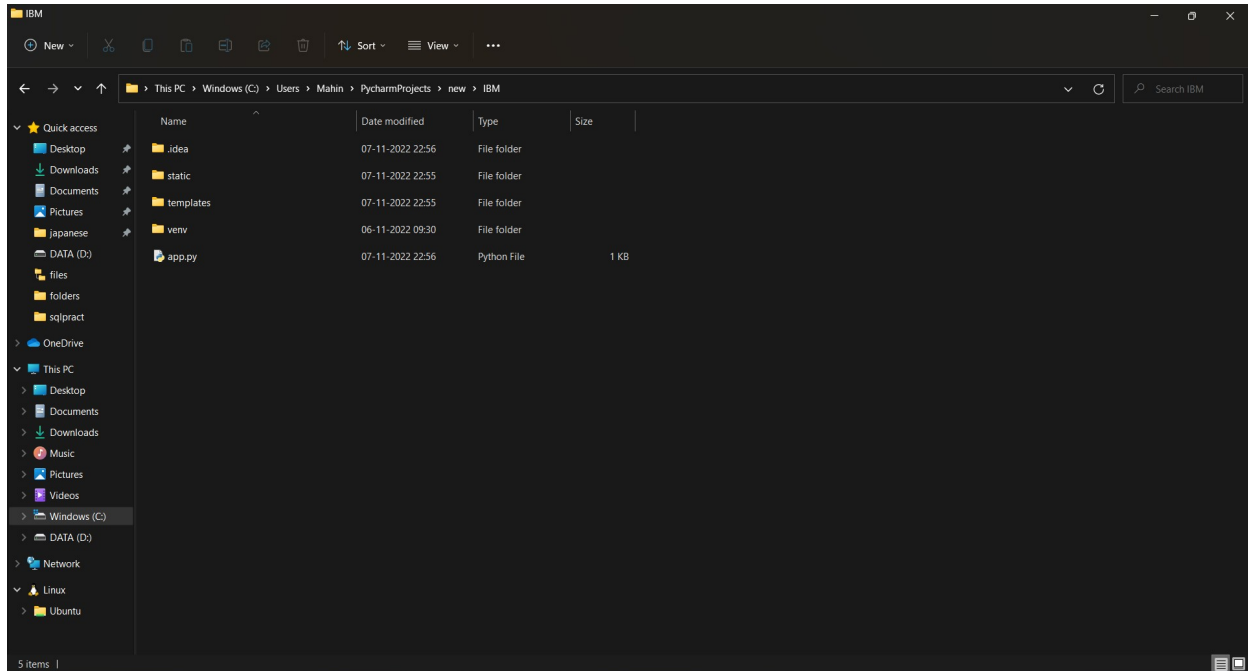 IBM
New Sort View
This PC > Windows (C:) > Users > Mahin > PycharmProjects > new > IBM
Search IBM
Name Date modified Type Size
.idea 07-11-2022 22:56 File folder
static 07-11-2022 22:55 File folder
templates 07-11-2022 22:55 File folder
venv 06-11-2022 09:30 File folder
app.py 07-11-2022 22:56 Python File 1 KB
Quick access
Desktop
Downloads
Documents
Pictures
japanese
DATA (D:)
files
folders
sqlpract
OneDrive
This PC
Desktop
Documents
Downloads
Music
Pictures
Videos
Windows (C:)
DATA (D:)
Network
Linux
Ubuntu
5 items